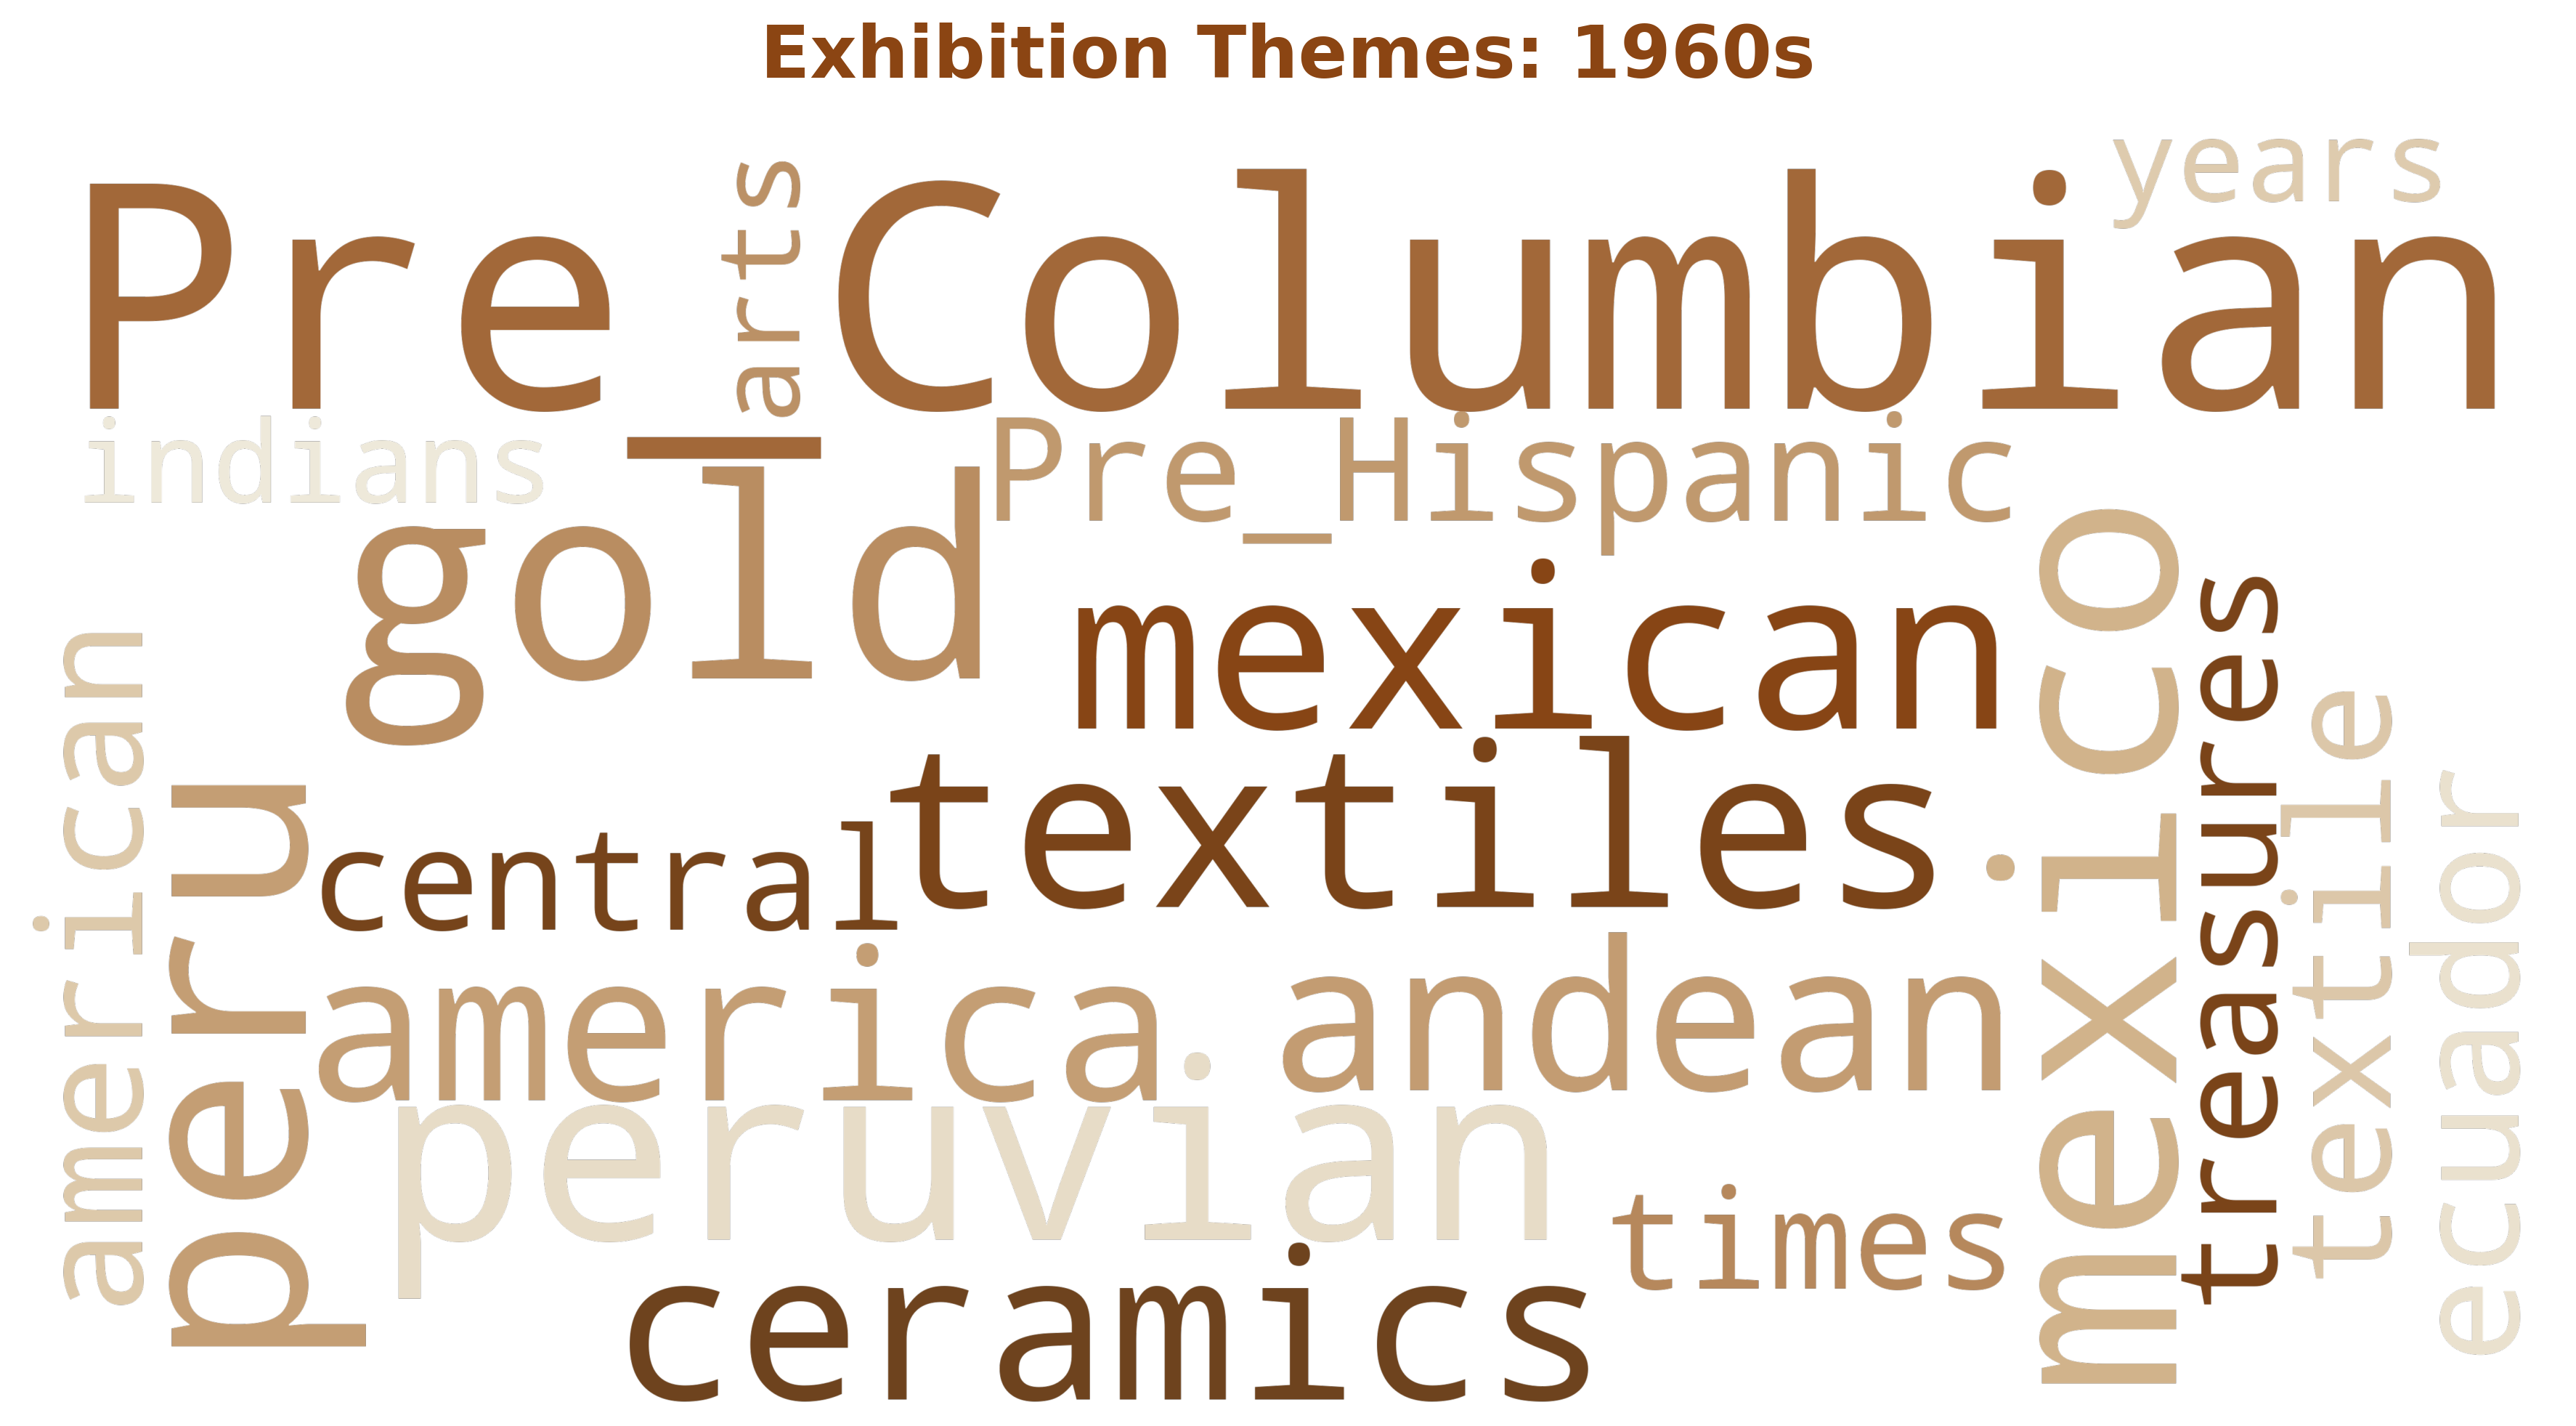 Exhibition Themes: 1960s
years
arts
Pre_Columbian
indians
Pre_Hispanic
gold
mexican
mexico
treasures
american
textile
textiles
peru
central
ecuador
america
andean
peruvian
times
ceramics